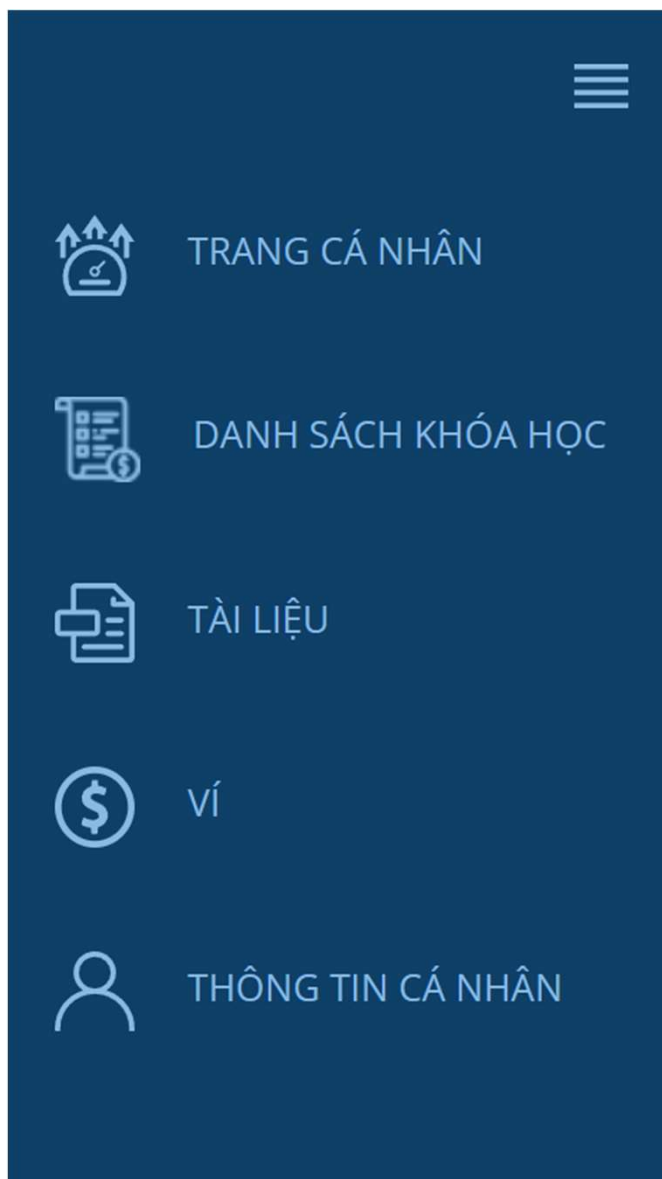 TRANG CÁ NHÂN
DANH SÁCH KHÓA HỌC
TÀI LIỆU
VÍ
THÔNG TIN CÁ NHÂN